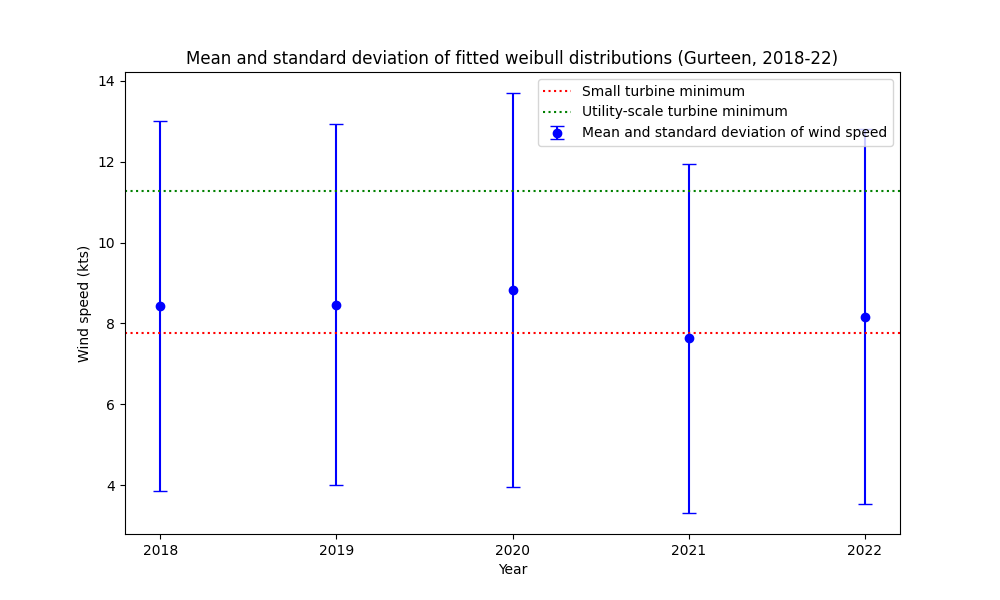 Mean and standard deviation of fitted weibull distributions (Gurteen, 2018-22)
Small turbine minimum
Utility-scale turbine minimum
Mean and standard deviation of wind speed
Wind speed (kts)
14
12
10
8
6
4
2018 2019 2020 2021 2022
Year